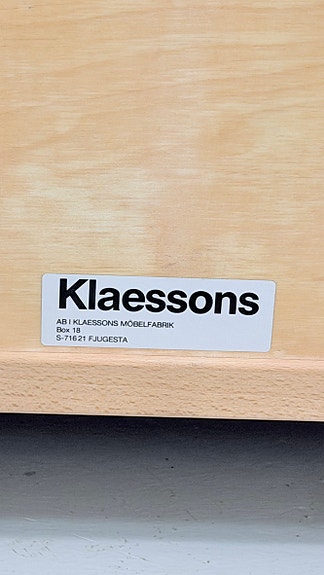 Klaessons
AB I KLAESSONS MÖBELFABRIK
Box 18
S-716 21 FJUGESTA